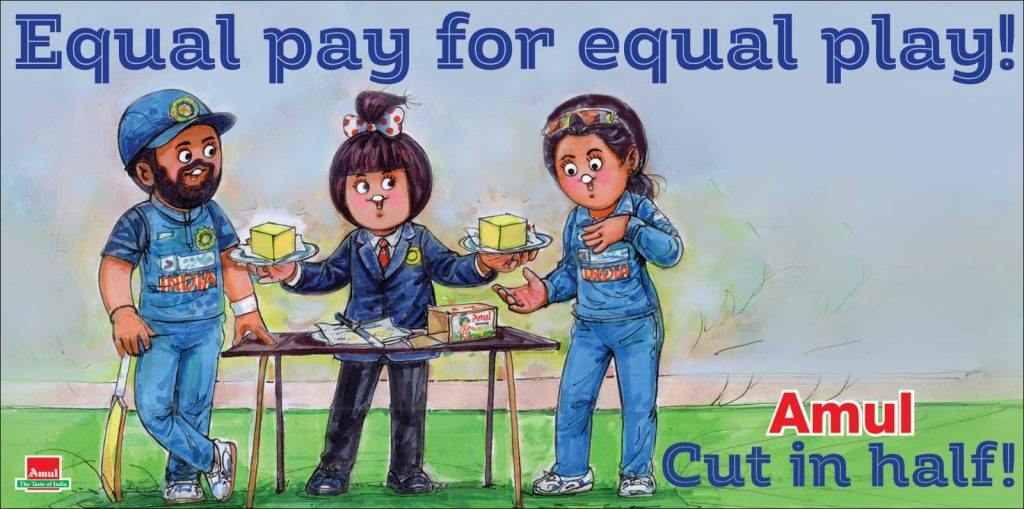 Equal pay for equal play!
INDIA
INDIA
Amul
Amul
Cut in half!
Amul
The Taste of India